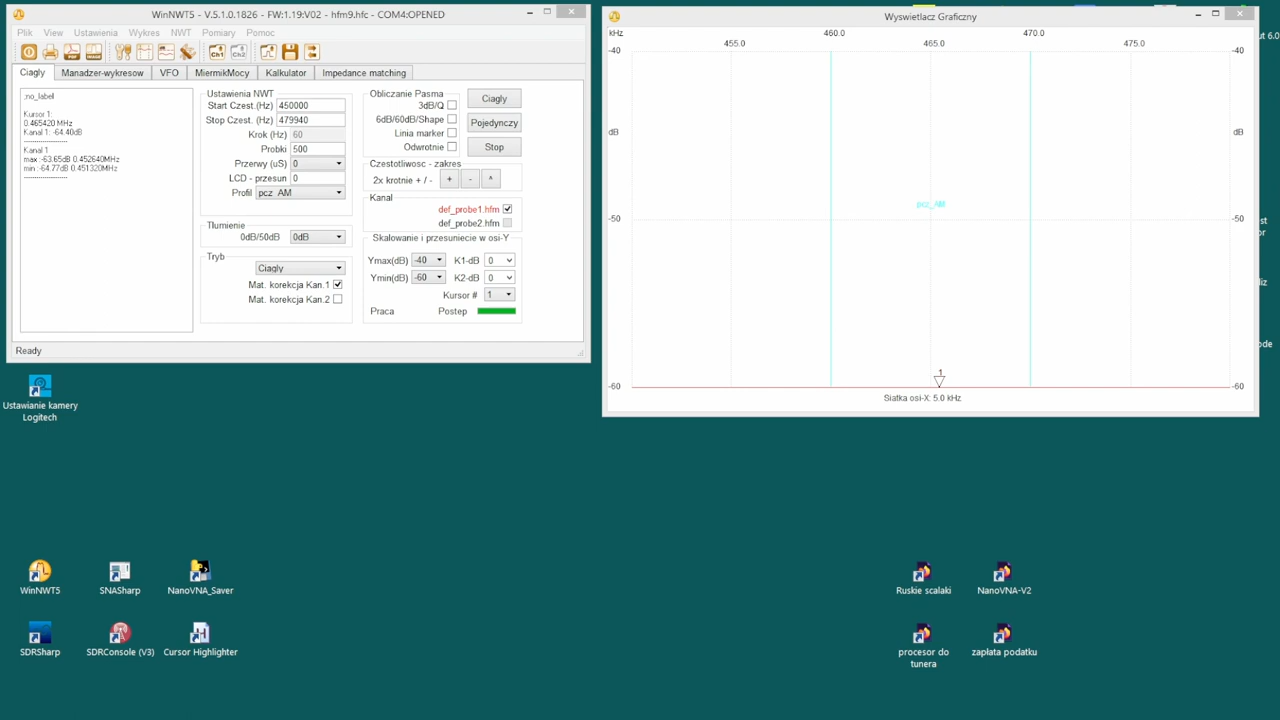 WinNWT5 - V.5.1.0.1826 - FW:1.19:V02 - hfm9.hfc - COM4:OPENED
Plik View Ustawienia Wykres NWT Pomiary Pomoc
Ch1 Ch2
Ciagly Manadzer-wykresow VFO MiernikMocy Kalkulator Impedance matching
;no_label
Kursor 1:
0.465420 MHz
Kanal 1: -64.40dB
Kanal 1
max :-63.65dB 0.452640MHz
min :-64.77dB 0.451320MHz
Ustawienia NWT
Start Czest.(Hz) 450000
Stop Czest. (Hz) 479940
Krok (Hz) 60
Probki 500
Przerwy (uS) 0
LCD - przesun 0
Profil pcz_AM
Tlumienie
0dB/50dB 0dB
Tryb
Ciagly
Mat. korekcja Kan.1
Mat. korekcja Kan.2
Obliczanie Pasma
3dB/Q
6dB/60dB/Shape
Linia marker
Odwrotnie
Ciagly
Pojedynczy
Stop
Czestotliwosc - zakres
2x krotnie + / - + - ^
Kanal
def_probe1.hfm
def_probe2.hfm
Skalowanie i przesuniecie w osi-Y
Ymax(dB) -40 K1-dB 0
Ymin(dB) -60 K2-dB 0
Kursor # 1
Praca Postep
Ready
Wyswietlacz Graficzny
kHz 455.0 460.0 465.0 470.0 475.0
-40 -40
dB dB
pcz_AM
-50 -50
1
-60 -60
Siatka osi-X: 5.0 kHz
Ustawianie kamery
Logitech
WinNWT5
SNASharp
NanoVNA_Saver
Ruskie scalaki
NanoVNA-V2
SDRSharp
SDRConsole (V3)
Cursor Highlighter
procesor do
tunera
zapłata podatku